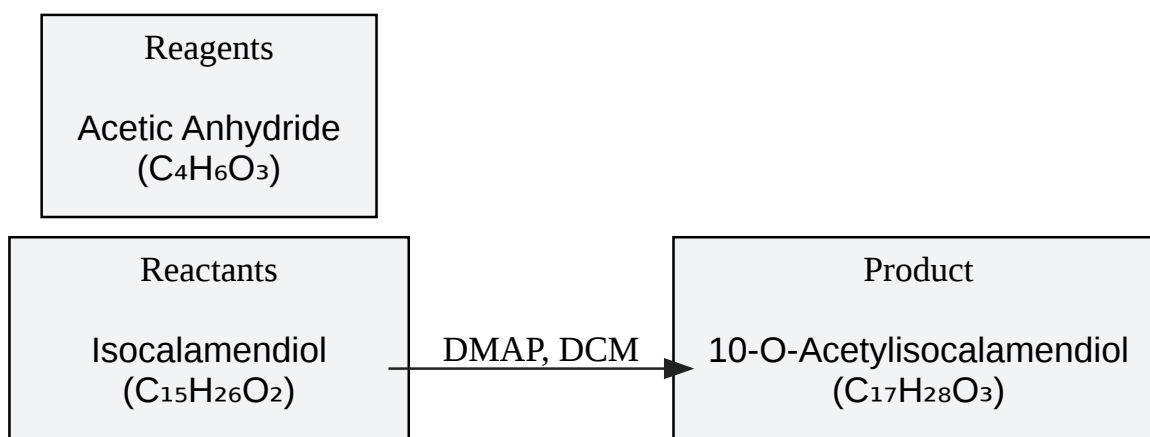 Reagents
Acetic Anhydride
(C₄H₆O₃)
Reactants
Isocalamendiol
(C₁₅H₂₆O₂)
DMAP, DCM
Product
10-O-Acetylisocalamendiol
(C₁₇H₂₈O₃)